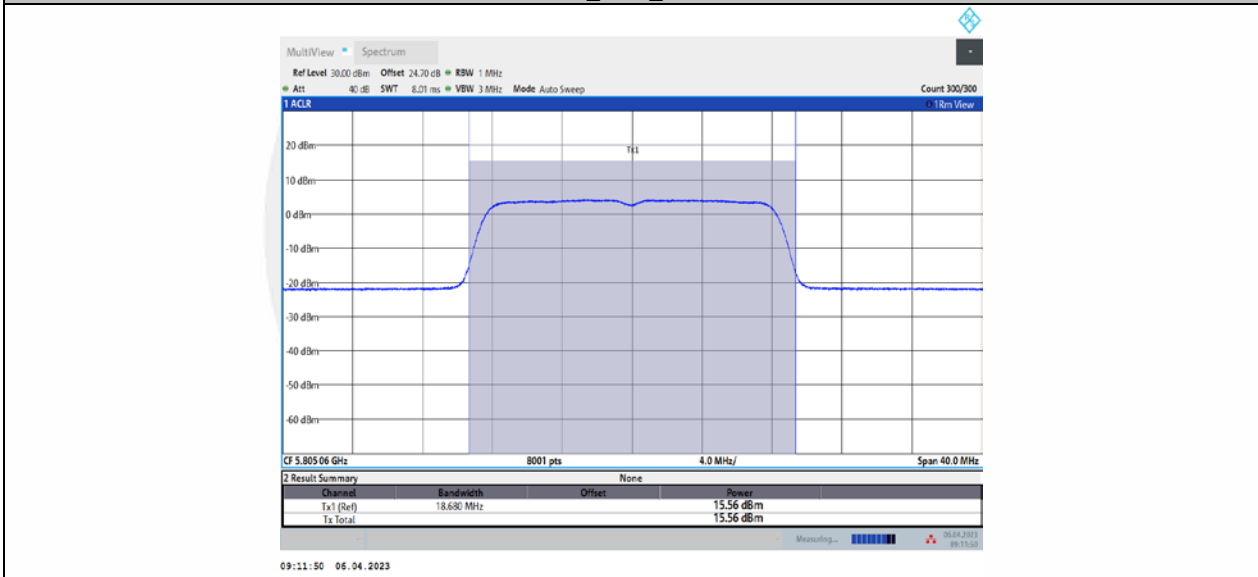 MultiView Spectrum
Ref Level 30.00 dBm Offset 24.70 dB RBW 1 MHz
Att 40 dB SWT 8.01 ms VBW 3 MHz Mode Auto Sweep Count 300/300
1 ACLR 1Rm View
20 dBm
Tx1
10 dBm
0 dBm
-10 dBm
-20 dBm
-30 dBm
-40 dBm
-50 dBm
-60 dBm
CF 5.805 06 GHz 8001 pts 4.0 MHz/ Span 40.0 MHz
2 Result Summary None
Channel Bandwidth Offset Power
Tx1 (Ref) 18.680 MHz 15.56 dBm
Tx Total 15.56 dBm
Measuring... 06.04.2023
09:11:50
09:11:50 06.04.2023